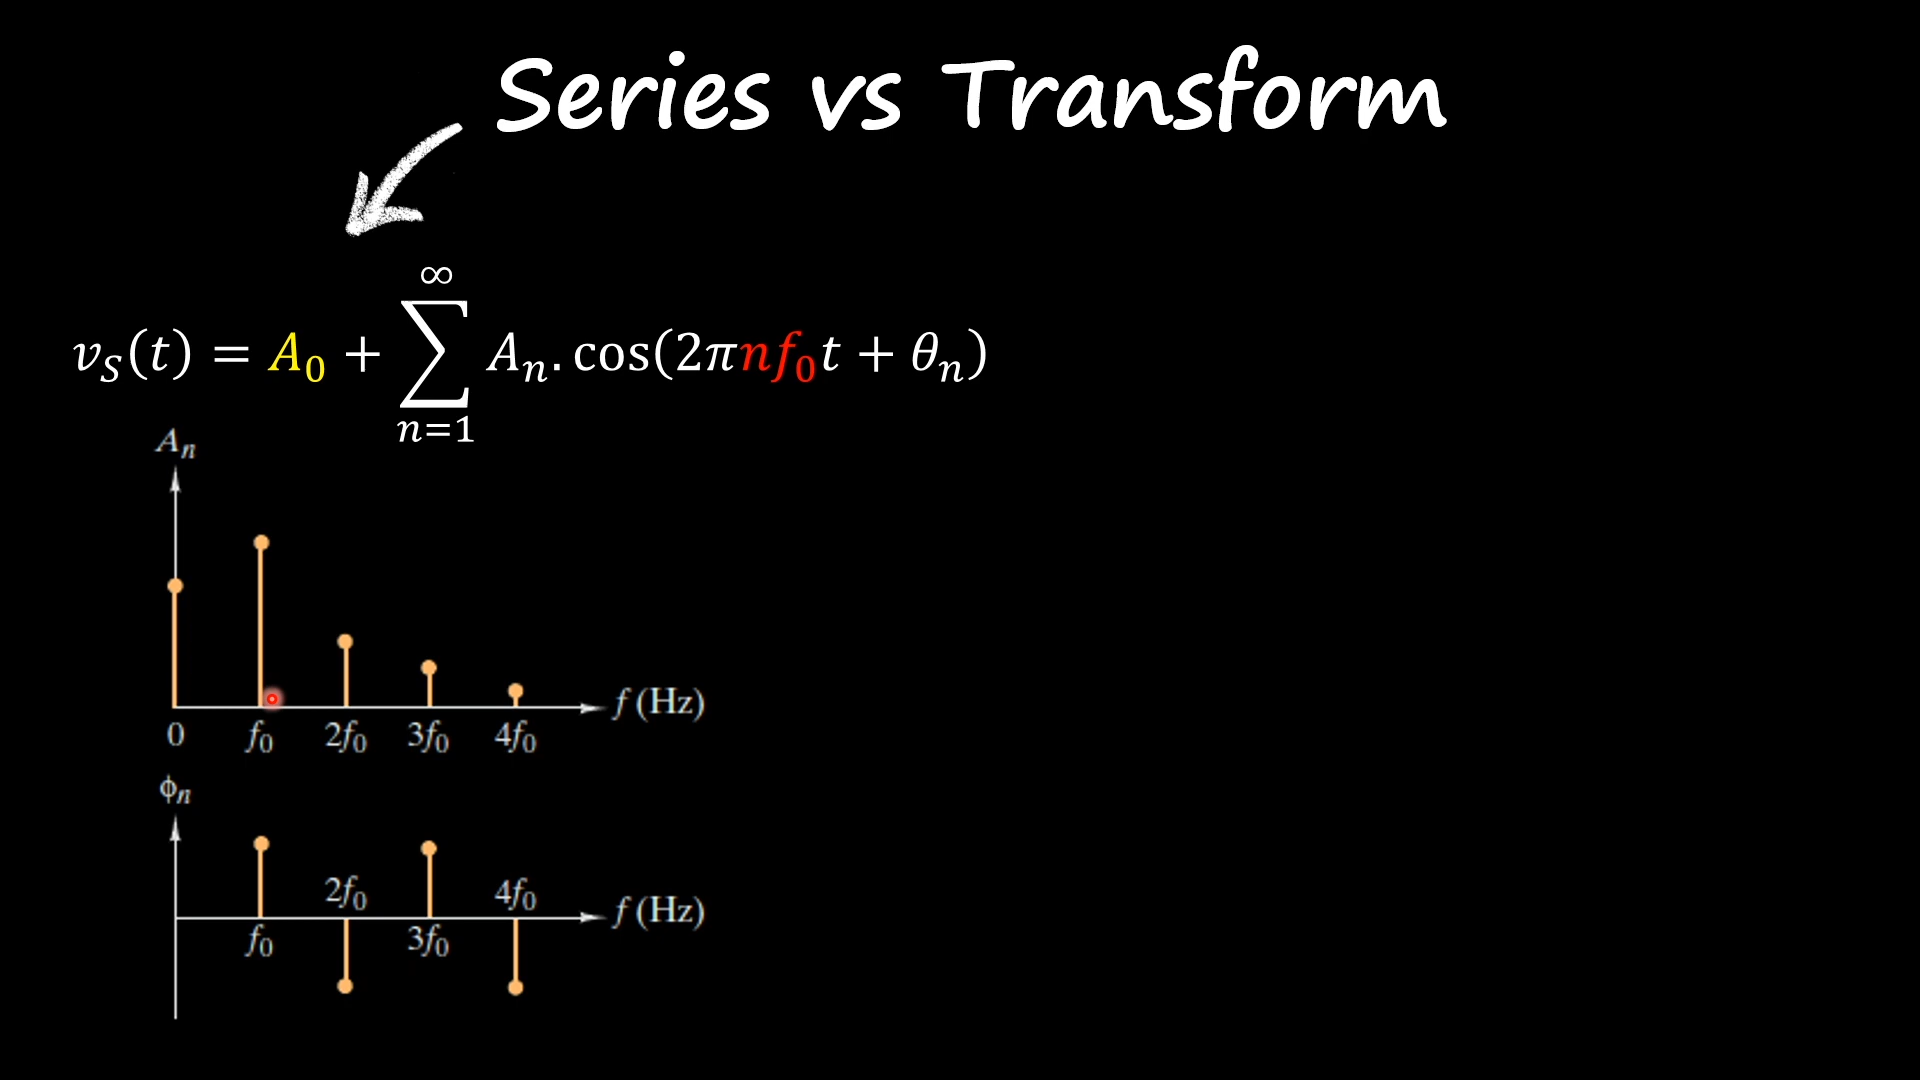 Series vs Transform
v_S(t) = A_0 + ∑_{n=1}^{∞} A_n. cos(2πnf_0t + θ_n)
A_n
f (Hz)
0 f_0 2f_0 3f_0 4f_0
ϕ_n
2f_0 4f_0
f (Hz)
f_0 3f_0